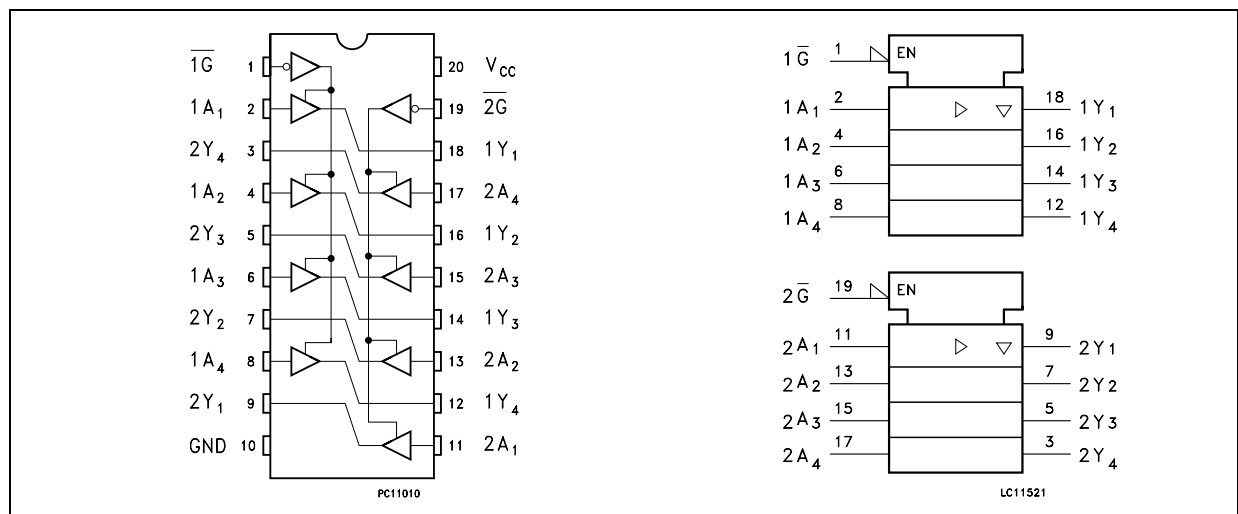 1G̅ 1 20 V_CC
1A₁ 2 19 2G̅
2Y₄ 3 18 1Y₁
1A₂ 4 17 2A₄
2Y₃ 5 16 1Y₂
1A₃ 6 15 2A₃
2Y₂ 7 14 1Y₃
1A₄ 8 13 2A₂
2Y₁ 9 12 1Y₄
GND 10 11 2A₁
PC11010
1G̅ 1 EN
1A₁ 2 18 1Y₁
1A₂ 4 16 1Y₂
1A₃ 6 14 1Y₃
1A₄ 8 12 1Y₄
2G̅ 19 EN
2A₁ 11 9 2Y₁
2A₂ 13 7 2Y₂
2A₃ 15 5 2Y₃
2A₄ 17 3 2Y₄
LC11521